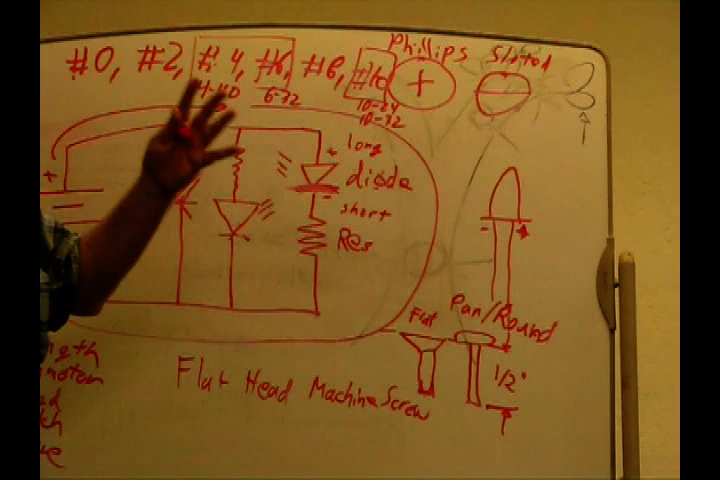 Phillips Sloted
#0, #2, #4, #6, #8, #10
6-32
10-24
10-32
+ long
diode
-
short
Res
+
- +
Flat Pan/Round
1/2"
Flat Head Machine Screw